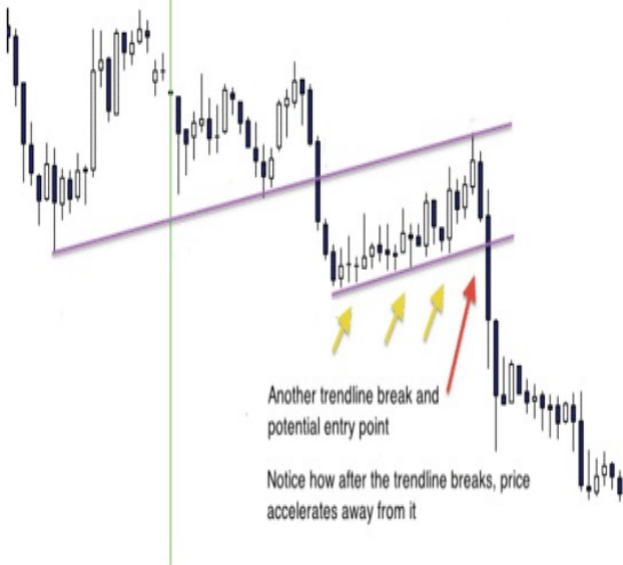 Another trendline break and
potential entry point
Notice how after the trendline breaks, price
accelerates away from it